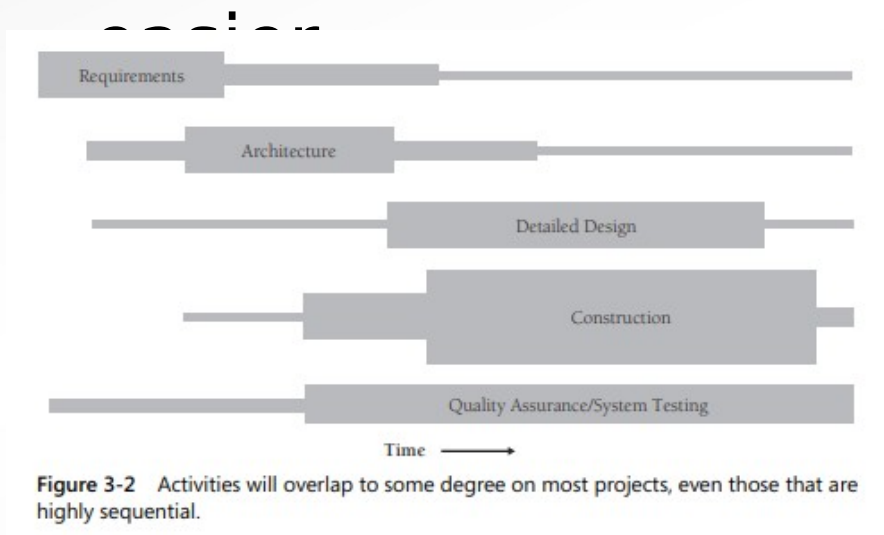 easier
Requirements
Architecture
Detailed Design
Construction
Quality Assurance/System Testing
Time
Figure 3-2 Activities will overlap to some degree on most projects, even those that are
highly sequential.